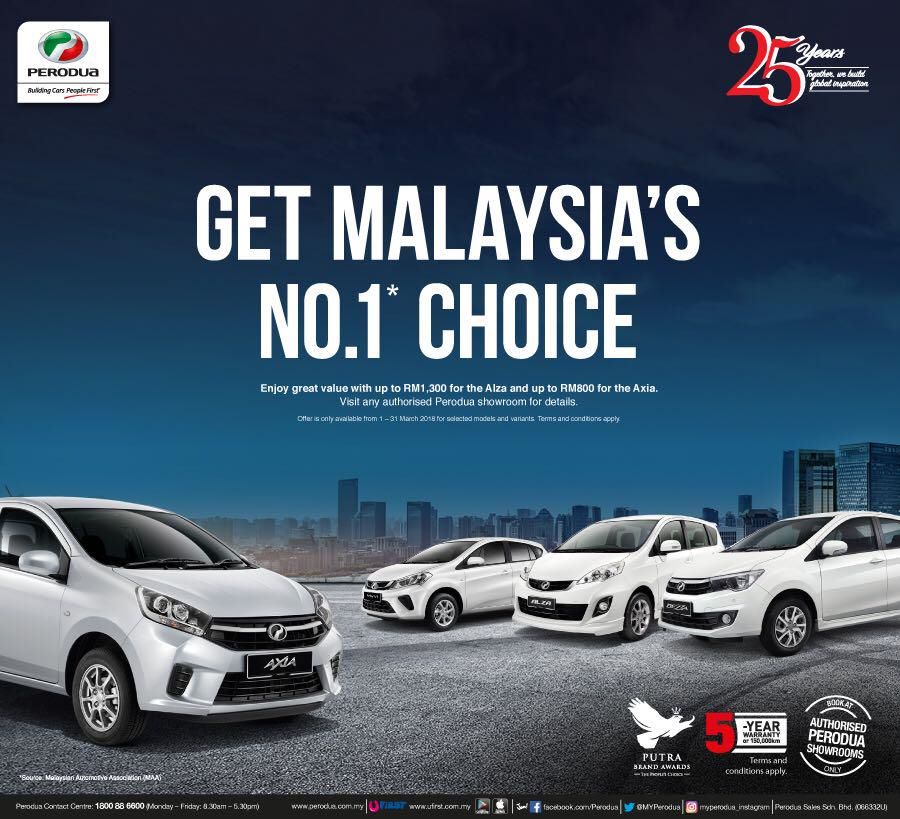 PERODUA
Building Cars People First
25 Years
Together, we build
global inspiration
GET MALAYSIA'S
NO.1* CHOICE
Enjoy great value with up to RM1,300 for the Alza and up to RM800 for the Axia.
Visit any authorised Perodua showroom for details.
Offer is only available from 1 – 31 March 2018 for selected models and variants. Terms and conditions apply.
AXIA
MYVI
ALZA
BEZZA
PUTRA
BRAND AWARDS
THE PEOPLE'S CHOICE
5-YEAR
WARRANTY
or 150,000km
Terms and
conditions apply.
BOOK AT
AUTHORISED
PERODUA
SHOWROOMS
ONLY
*Source: Malaysian Automotive Association (MAA)
Perodua Contact Centre: 1800 88 6600 (Monday – Friday: 8.30am – 5.30pm) www.perodua.com.my | UFIRST www.ufirst.com.my facebook.com/Perodua | @MYPerodua | myperodua_instagram | Perodua Sales Sdn. Bhd. (066332U)